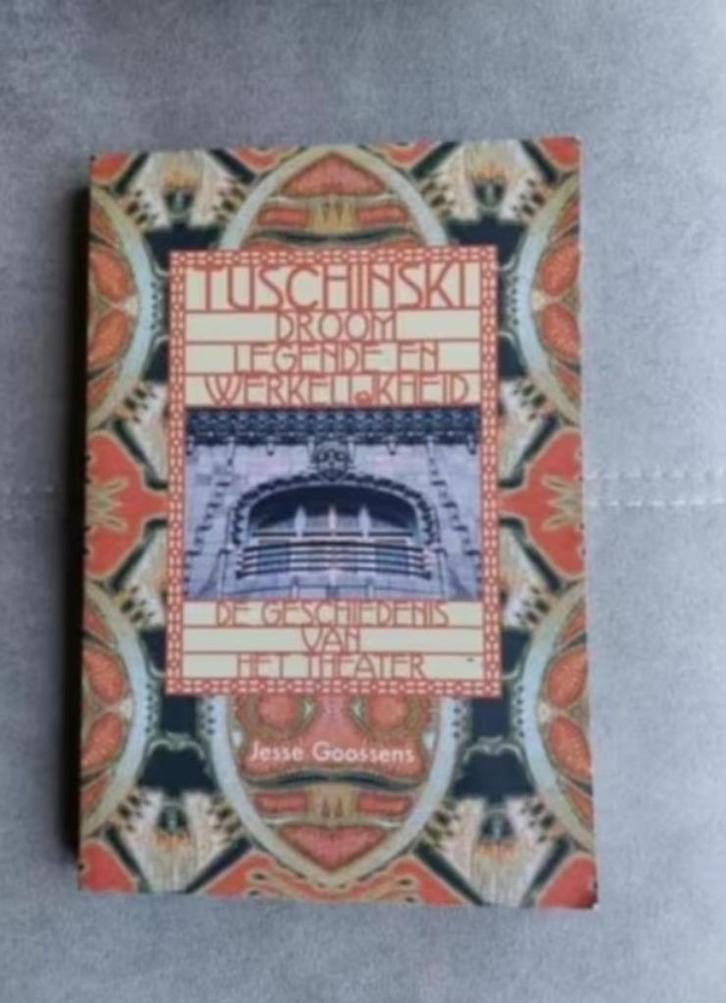 TUSCHINSKI
DROOM
LEGENDE EN
WERKELIJKHEID
DE GESCHIEDENIS
VAN
HET THEATER
Jesse Goossens